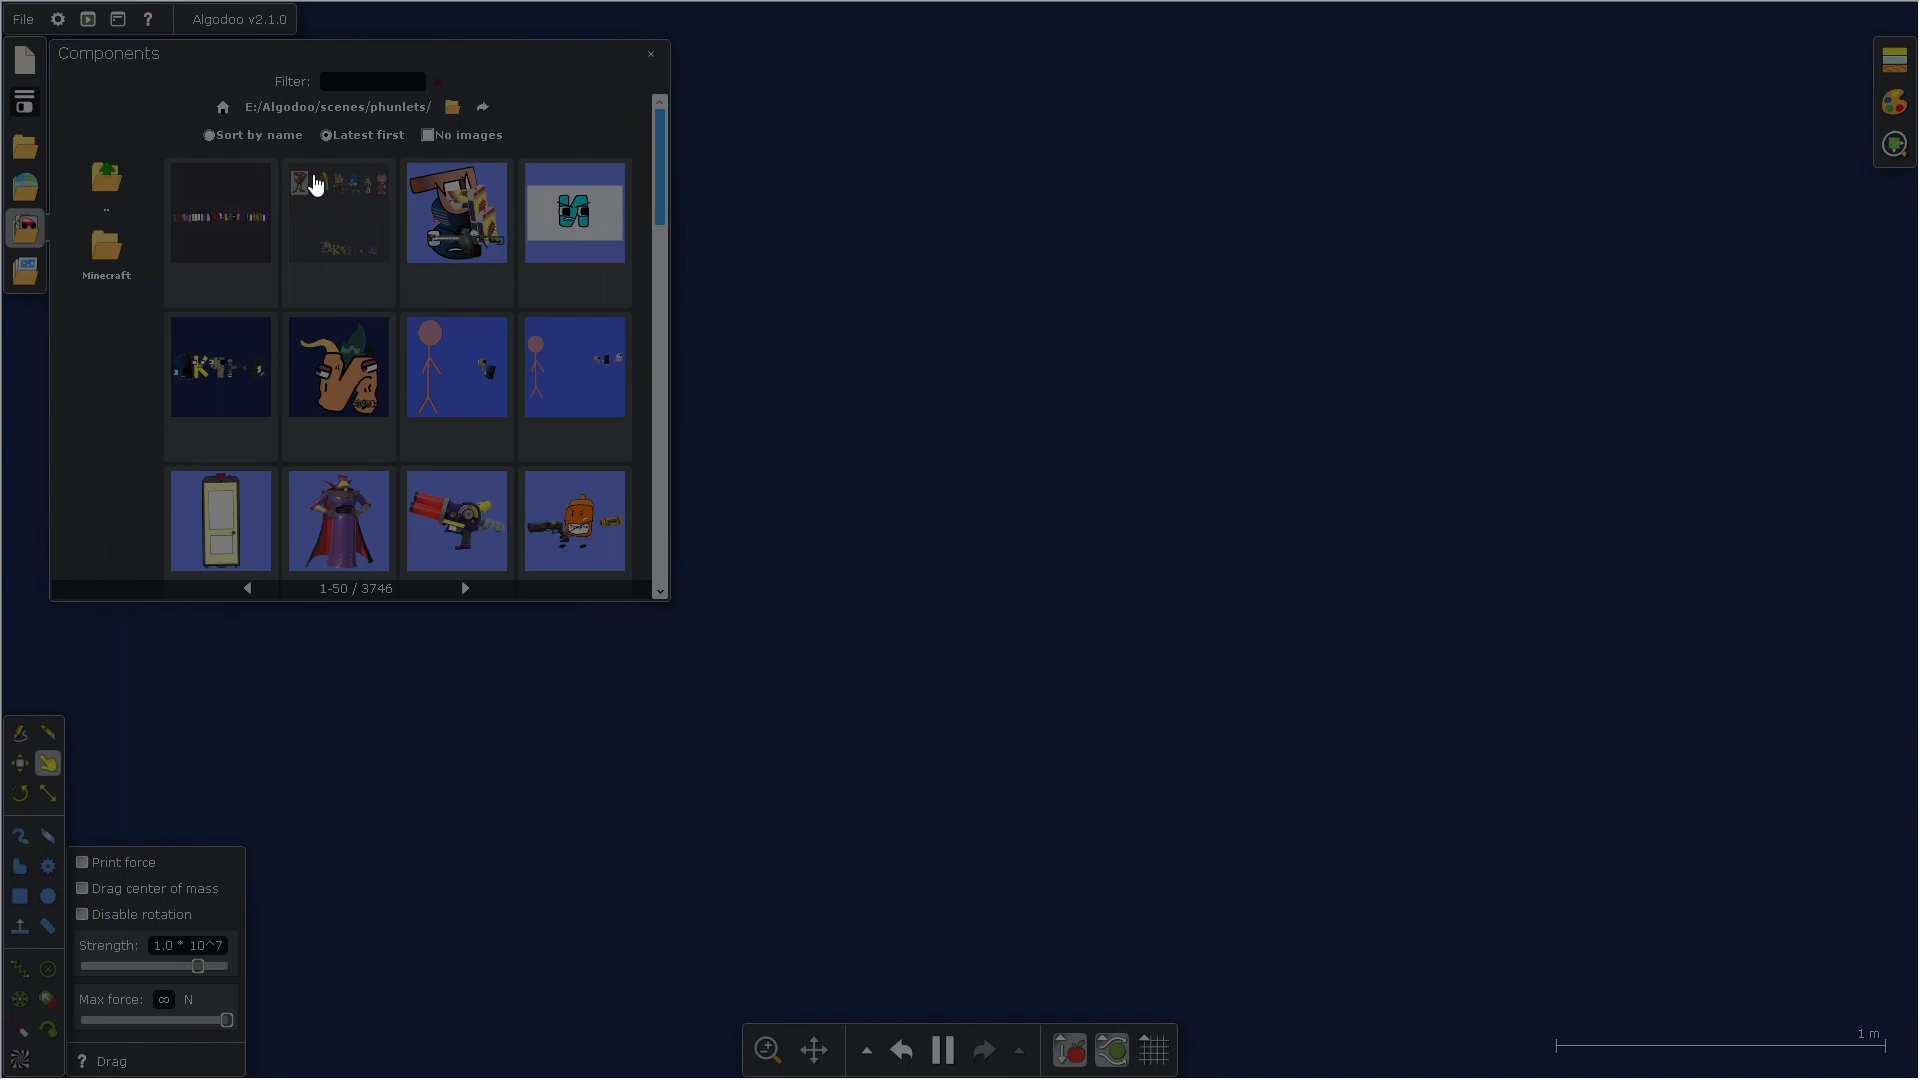 File
Algodoo v2.1.0
Components
Filter:
E:/Algodoo/scenes/phunlets/
Sort by name
Latest first
No images
..
Minecraft
1-50 / 3746
Print force
Drag center of mass
Disable rotation
Strength: 1.0 * 10^7
Max force: ∞ N
? Drag
1 m